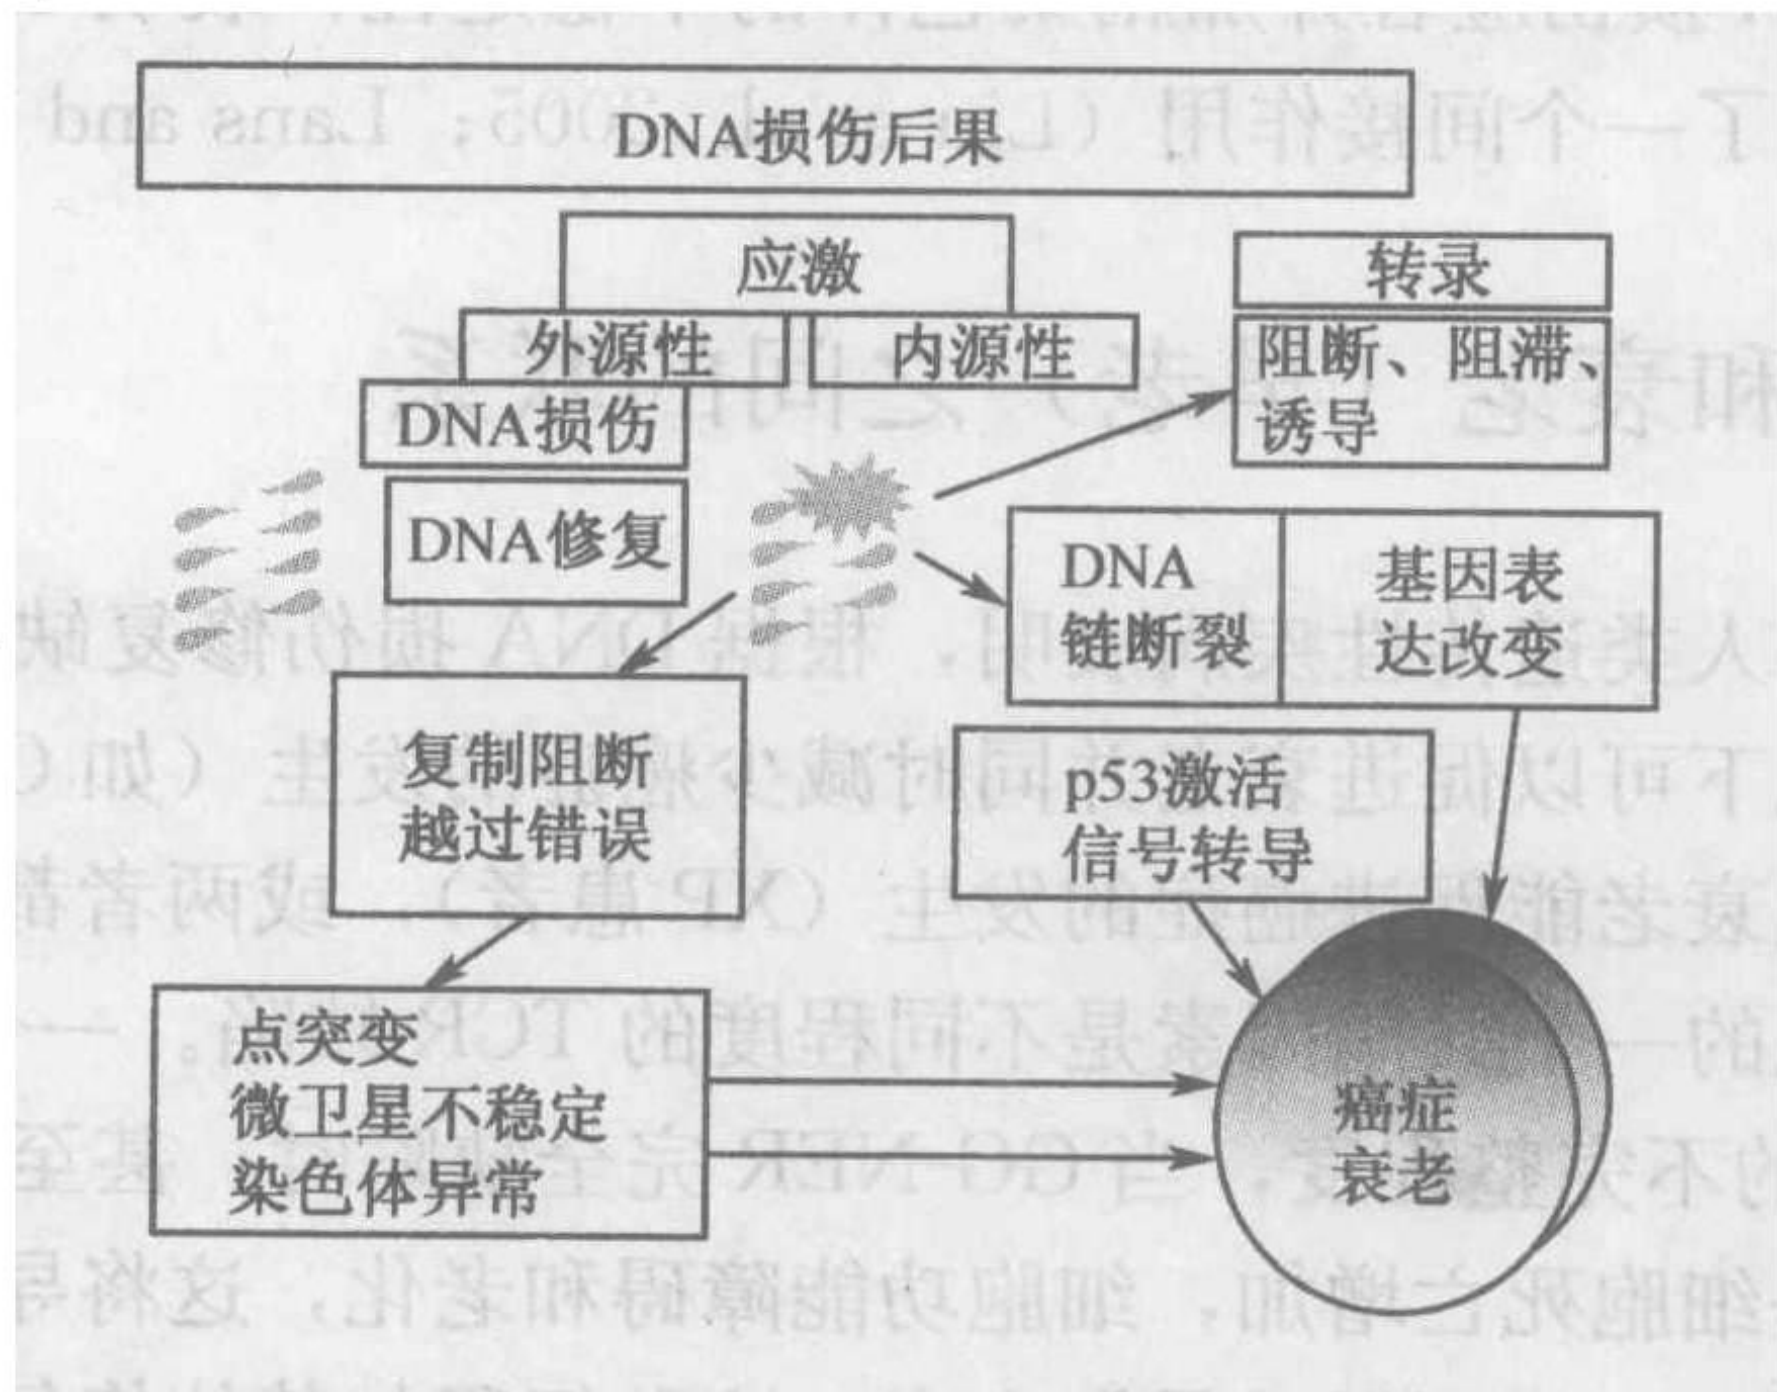 DNA损伤后果
应激
外源性
内源性
转录
阻断、阻滞、
诱导
DNA损伤
DNA修复
DNA
链断裂
基因表
达改变
复制阻断
越过错误
p53激活
信号转导
点突变
微卫星不稳定
染色体异常
癌症
衰老